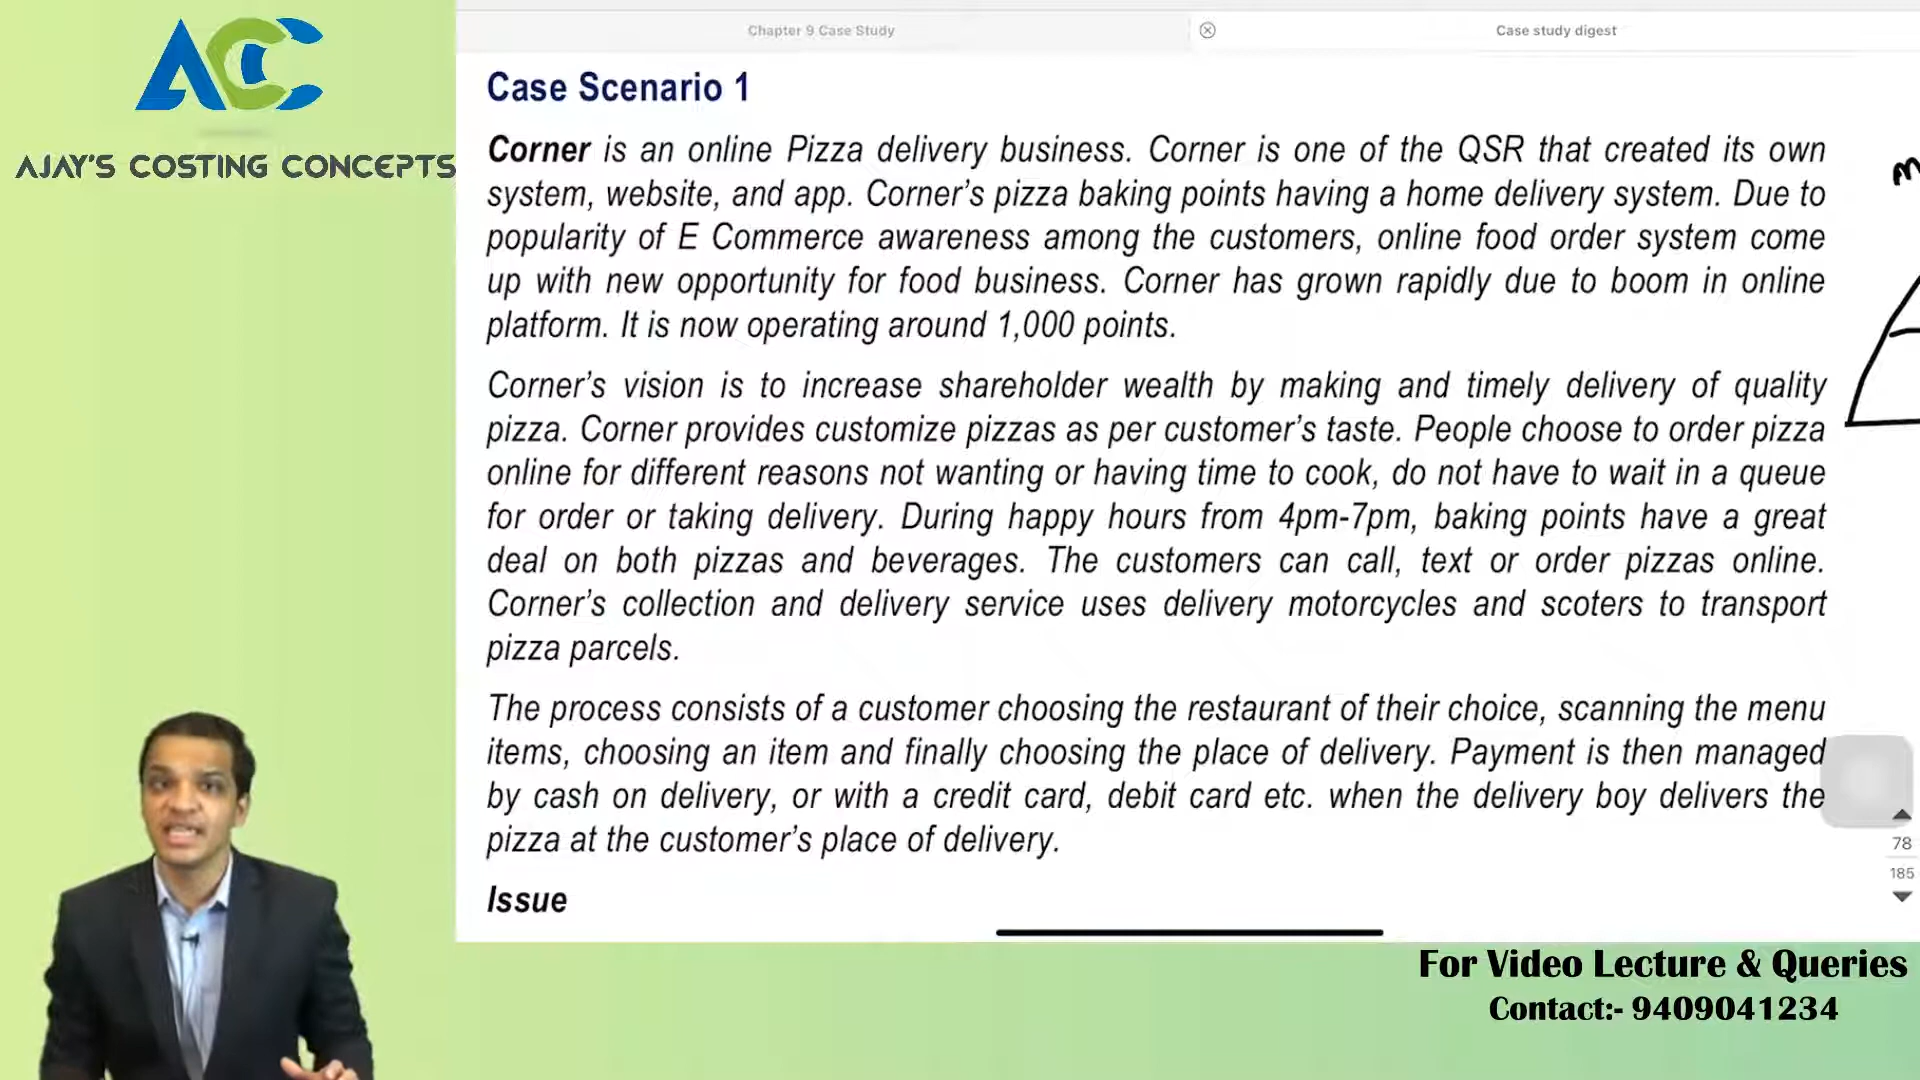 ACC
AJAY'S COSTING CONCEPTS
Chapter 9 Case Study
Case study digest
Case Scenario 1
Corner is an online Pizza delivery business. Corner is one of the QSR that created its own
system, website, and app. Corner's pizza baking points having a home delivery system. Due to
popularity of E Commerce awareness among the customers, online food order system come
up with new opportunity for food business. Corner has grown rapidly due to boom in online
platform. It is now operating around 1,000 points.
Corner's vision is to increase shareholder wealth by making and timely delivery of quality
pizza. Corner provides customize pizzas as per customer's taste. People choose to order pizza
online for different reasons not wanting or having time to cook, do not have to wait in a queue
for order or taking delivery. During happy hours from 4pm-7pm, baking points have a great
deal on both pizzas and beverages. The customers can call, text or order pizzas online.
Corner's collection and delivery service uses delivery motorcycles and scoters to transport
pizza parcels.
The process consists of a customer choosing the restaurant of their choice, scanning the menu
items, choosing an item and finally choosing the place of delivery. Payment is then managed
by cash on delivery, or with a credit card, debit card etc. when the delivery boy delivers the
pizza at the customer's place of delivery.
Issue
78
185
For Video Lecture & Queries
Contact:- 9409041234